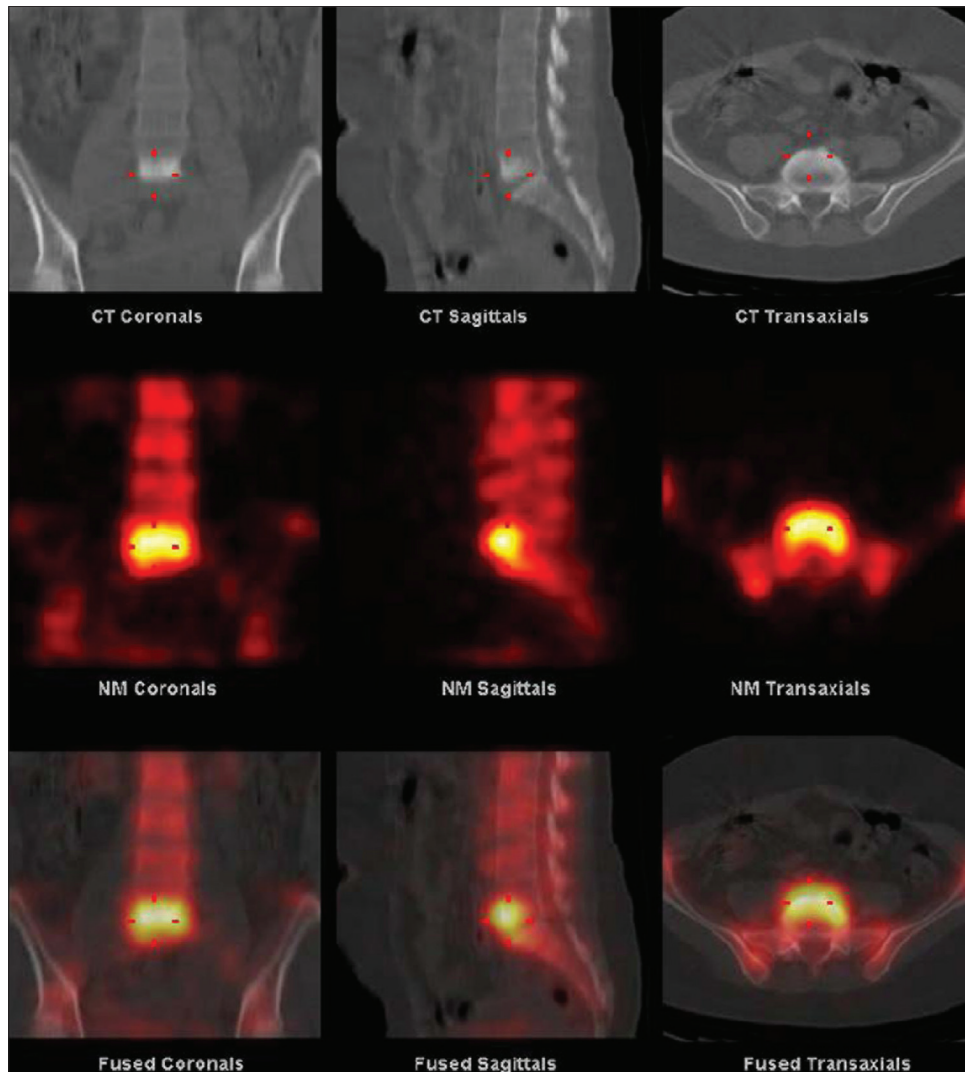 CT Coronals
CT Sagittals
CT Transaxials
NM Coronals
NM Sagittals
NM Transaxials
Fused Coronals
Fused Sagittals
Fused Transaxials